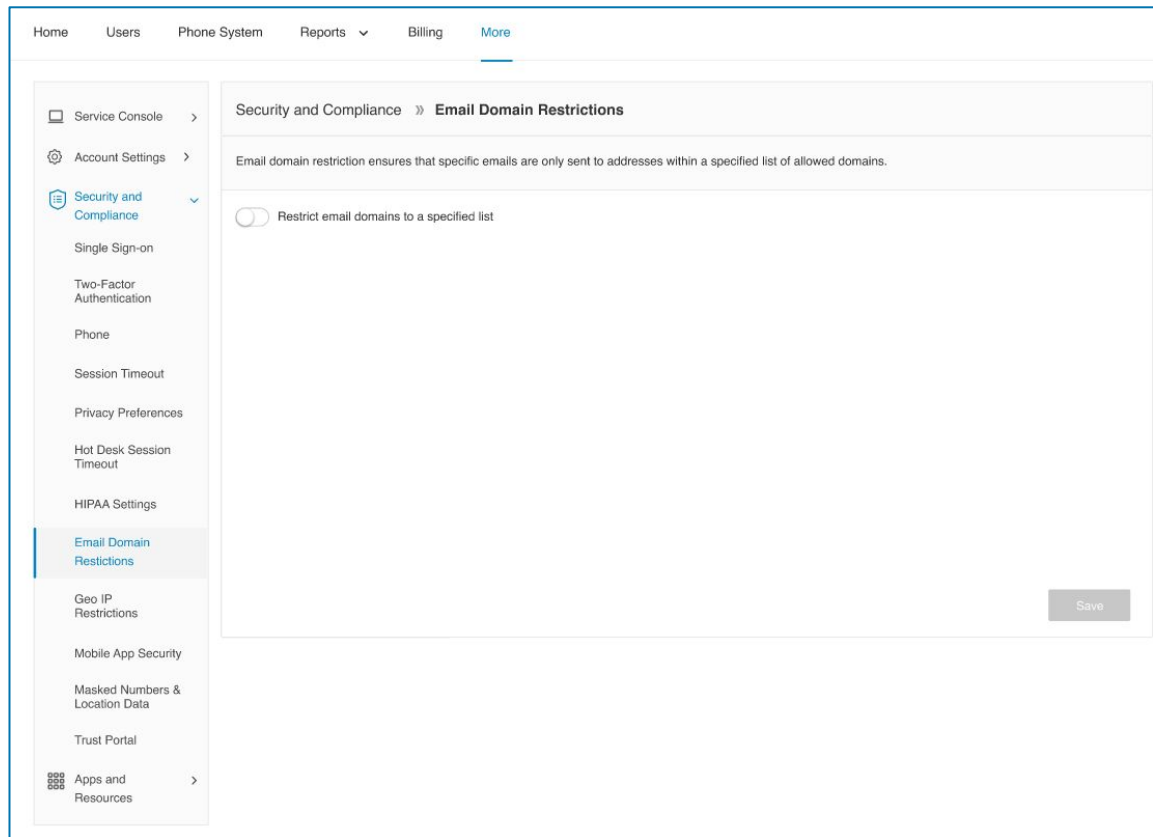 Home Users Phone System Reports Billing More
Service Console
Account Settings
Security and
Compliance
Single Sign-on
Two-Factor
Authentication
Phone
Session Timeout
Privacy Preferences
Hot Desk Session
Timeout
HIPAA Settings
Email Domain
Restictions
Geo IP
Restrictions
Mobile App Security
Masked Numbers &
Location Data
Trust Portal
Apps and
Resources
Security and Compliance » Email Domain Restrictions
Email domain restriction ensures that specific emails are only sent to addresses within a specified list of allowed domains.
Restrict email domains to a specified list
Save